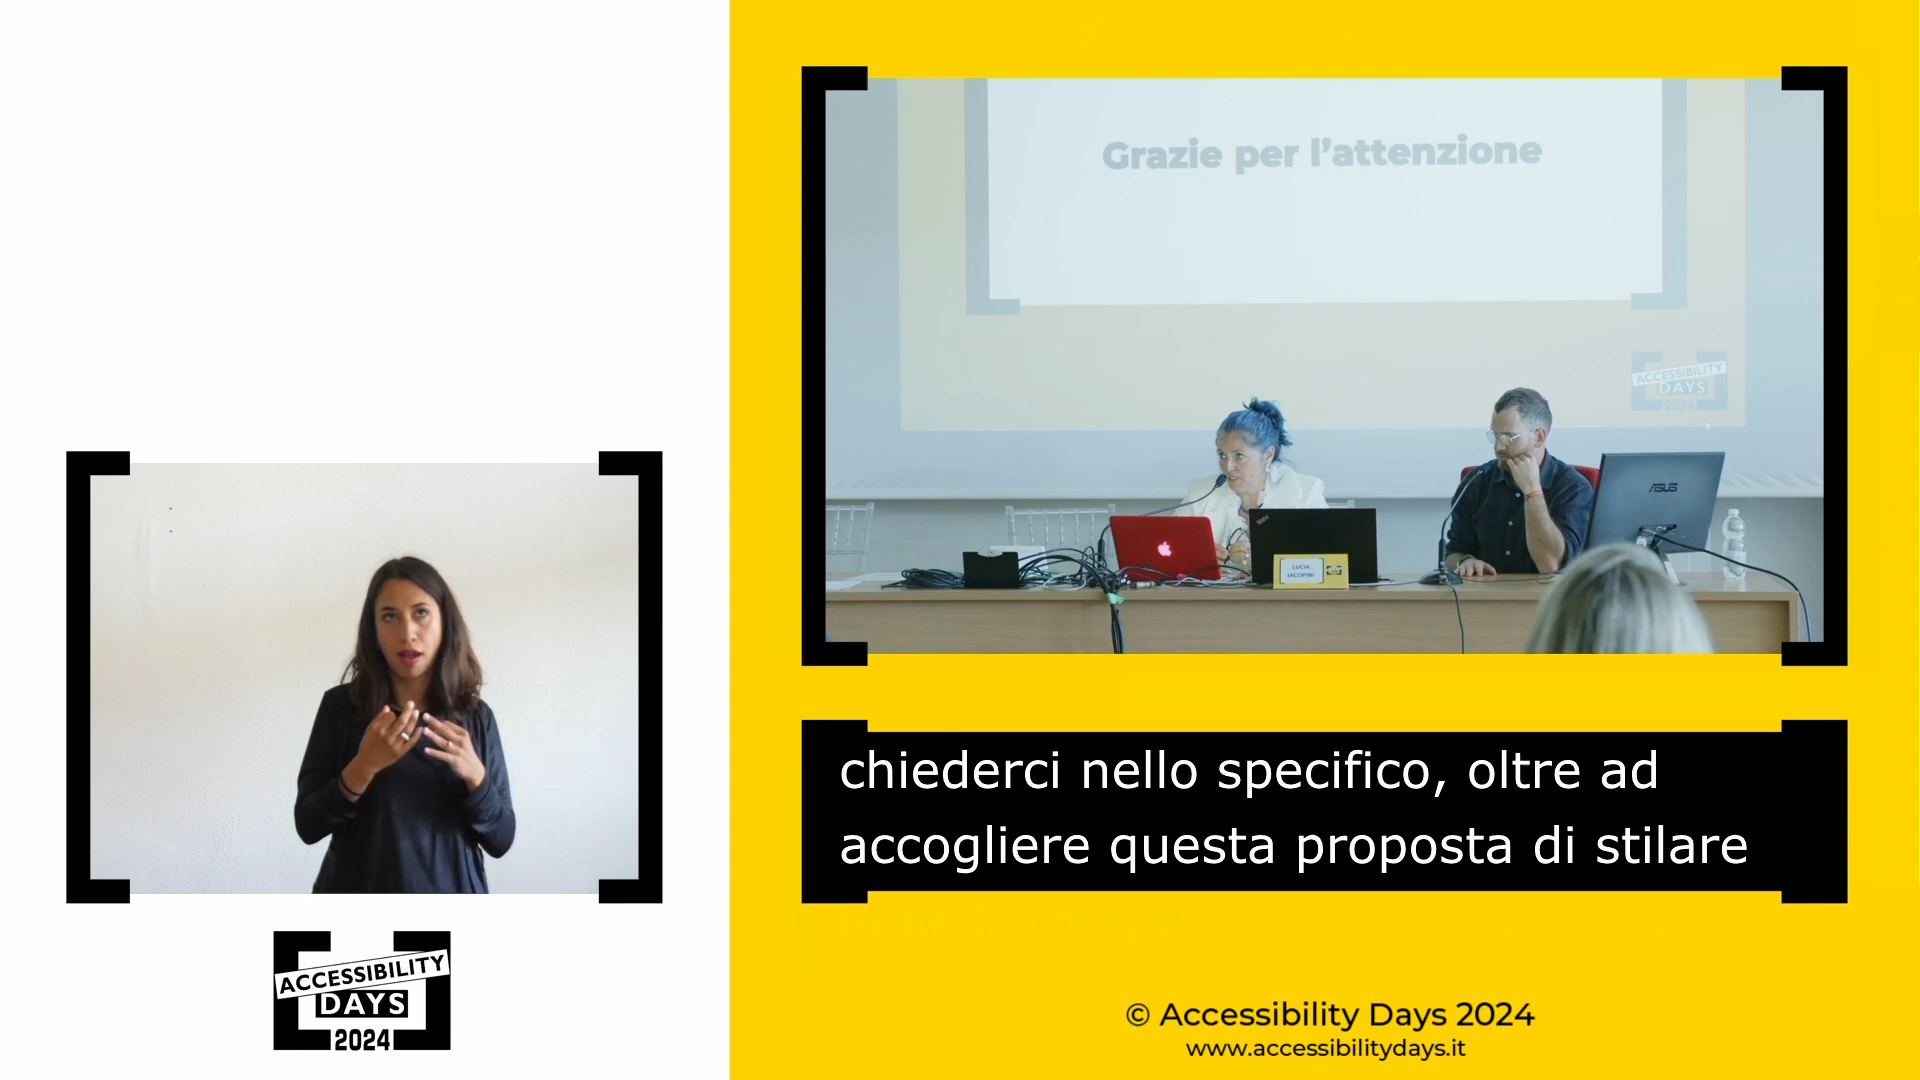 Grazie per l’attenzione
ACCESSIBILITY
DAYS
2024
ASUS
LUCIA
IACOPINI
chiederci nello specifico, oltre ad
accogliere questa proposta di stilare
ACCESSIBILITY
DAYS
2024
© Accessibility Days 2024
www.accessibilitydays.it